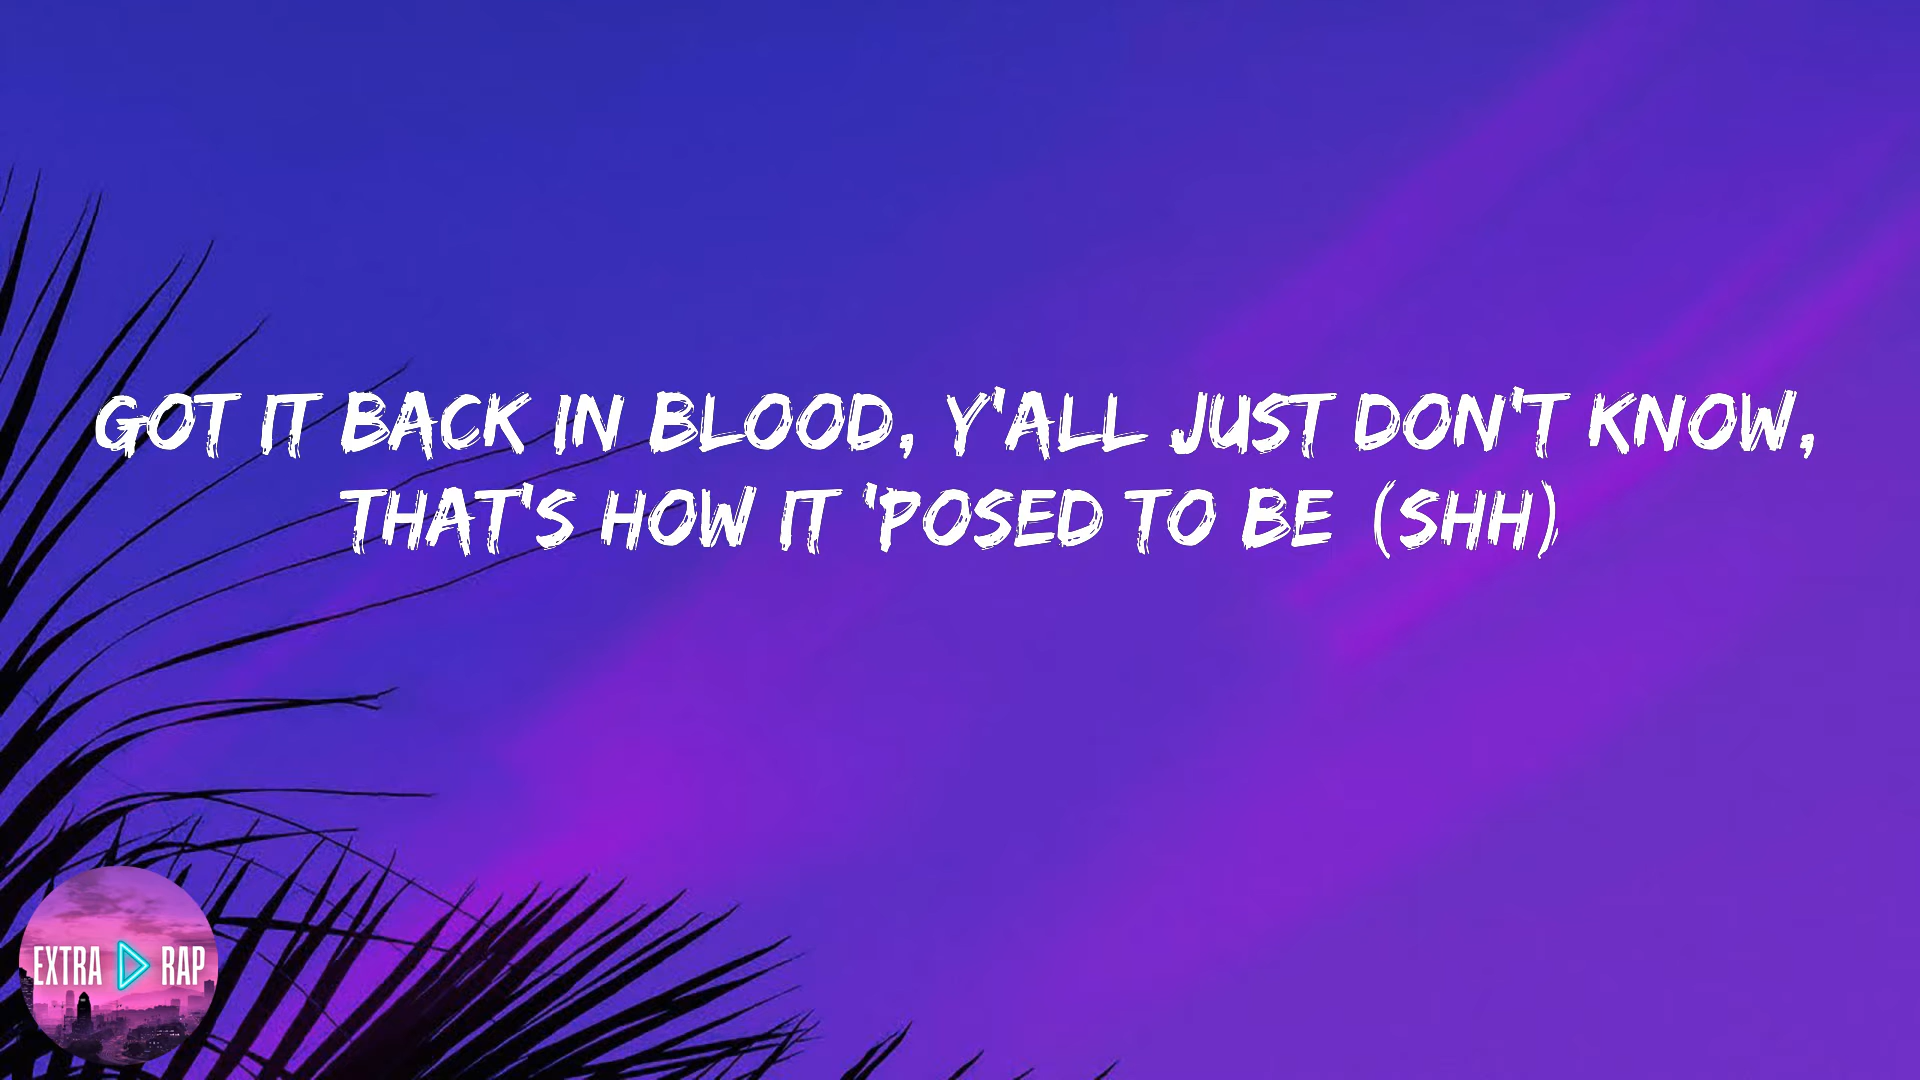 GOT IT BACK IN BLOOD, Y'ALL JUST DON'T KNOW,
THAT'S HOW IT 'POSED TO BE (SHH)
EXTRA RAP